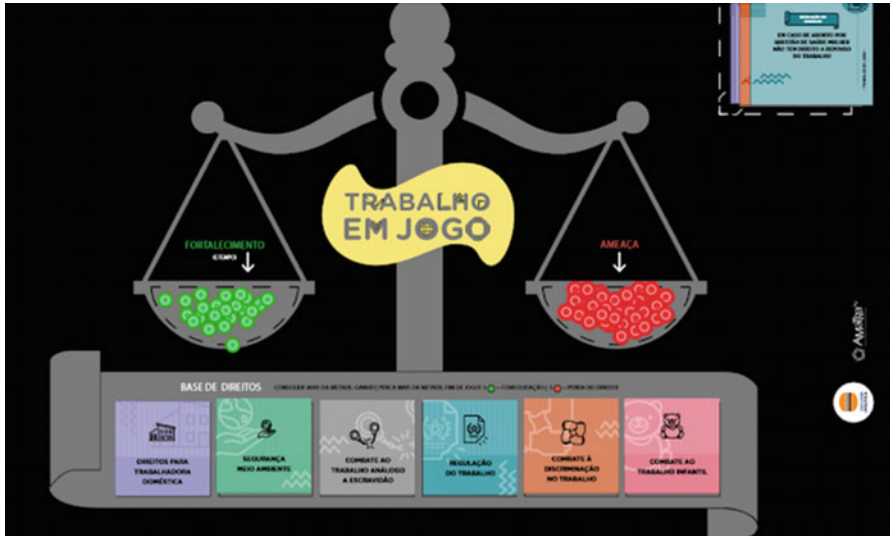 EM CASO DE ABORTO POR
QUESTÃO DE SAÚDE MULHER
NÃO TEM DIREITO A REPOUSO
DO TRABALHO
TRABALHO
EM JOGO
FORTALECIMENTO
(ETEMPO)
AMEAÇA
AMATRA
BASE DE DIREITOS
DIREITOS PARA
TRABALHADORA
DOMÉSTICA
SEGURANÇA
MEIO AMBIENTE
COMBATE AO
TRABALHO ANÁLOGO
A ESCRAVIDÃO
REGULAÇÃO
DO TRABALHO
COMBATE À
DISCRIMINAÇÃO
NO TRABALHO
COMBATE AO
TRABALHO INFANTIL